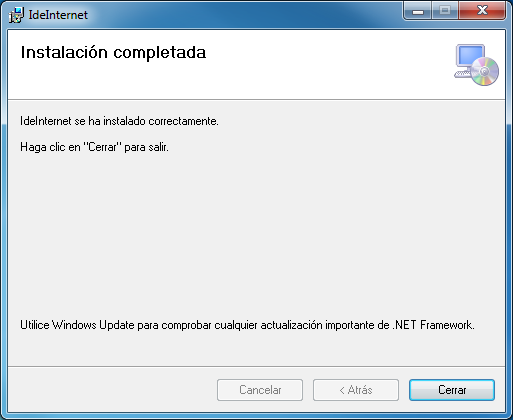 IdeInternet
Instalación completada
IdeInternet se ha instalado correctamente.
Haga clic en "Cerrar" para salir.
Utilice Windows Update para comprobar cualquier actualización importante de .NET Framework.
Cancelar
< Atrás
Cerrar